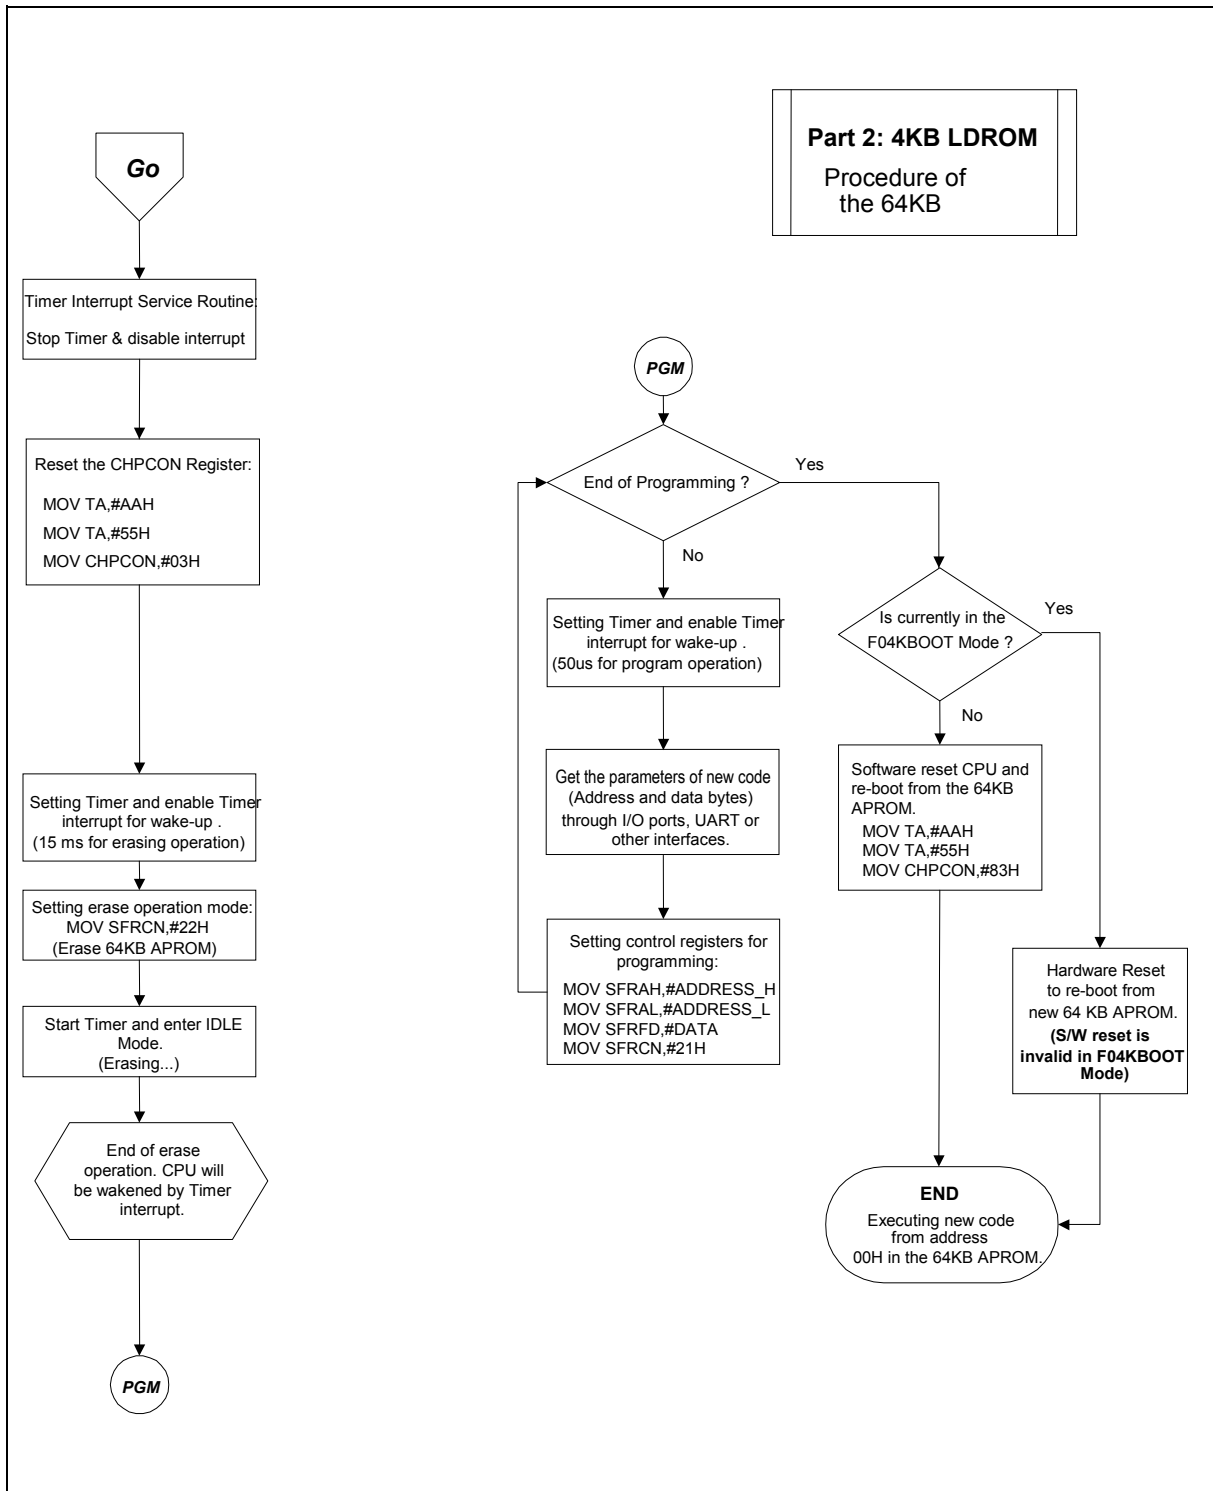 Part 2: 4KB LDROM
Procedure of
the 64KB
Go
Timer Interrupt Service Routine:
Stop Timer & disable interrupt
Reset the CHPCON Register:
MOV TA,#AAH
MOV TA,#55H
MOV CHPCON,#03H
Setting Timer and enable Timer
interrupt for wake-up .
(15 ms for erasing operation)
Setting erase operation mode:
MOV SFRCN,#22H
(Erase 64KB APROM)
Start Timer and enter IDLE
Mode.
(Erasing...)
End of erase
operation. CPU will
be wakened by Timer
interrupt.
PGM
PGM
End of Programming ?
Yes
No
Setting Timer and enable Timer
interrupt for wake-up .
(50us for program operation)
Get the parameters of new code
(Address and data bytes)
through I/O ports, UART or
other interfaces.
Setting control registers for
programming:
MOV SFRAH,#ADDRESS_H
MOV SFRAL,#ADDRESS_L
MOV SFRFD,#DATA
MOV SFRCN,#21H
Is currently in the
F04KBOOT Mode ?
Yes
No
Software reset CPU and
re-boot from the 64KB
APROM.
MOV TA,#AAH
MOV TA,#55H
MOV CHPCON,#83H
Hardware Reset
to re-boot from
new 64 KB APROM.
(S/W reset is
invalid in F04KBOOT
Mode)
END
Executing new code
from address
00H in the 64KB APROM.